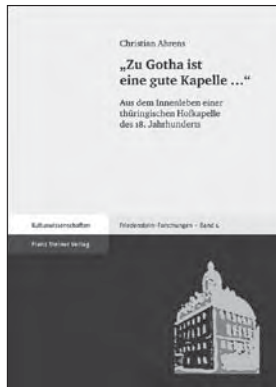 Christian Ahrens
„Zu Gotha ist
eine gute Kapelle …“
Aus dem Innenleben einer
thüringischen Hofkapelle
des 18. Jahrhunderts
Kulturwissenschaften
Friedenstein-Forschungen – Band 4
Franz Steiner Verlag